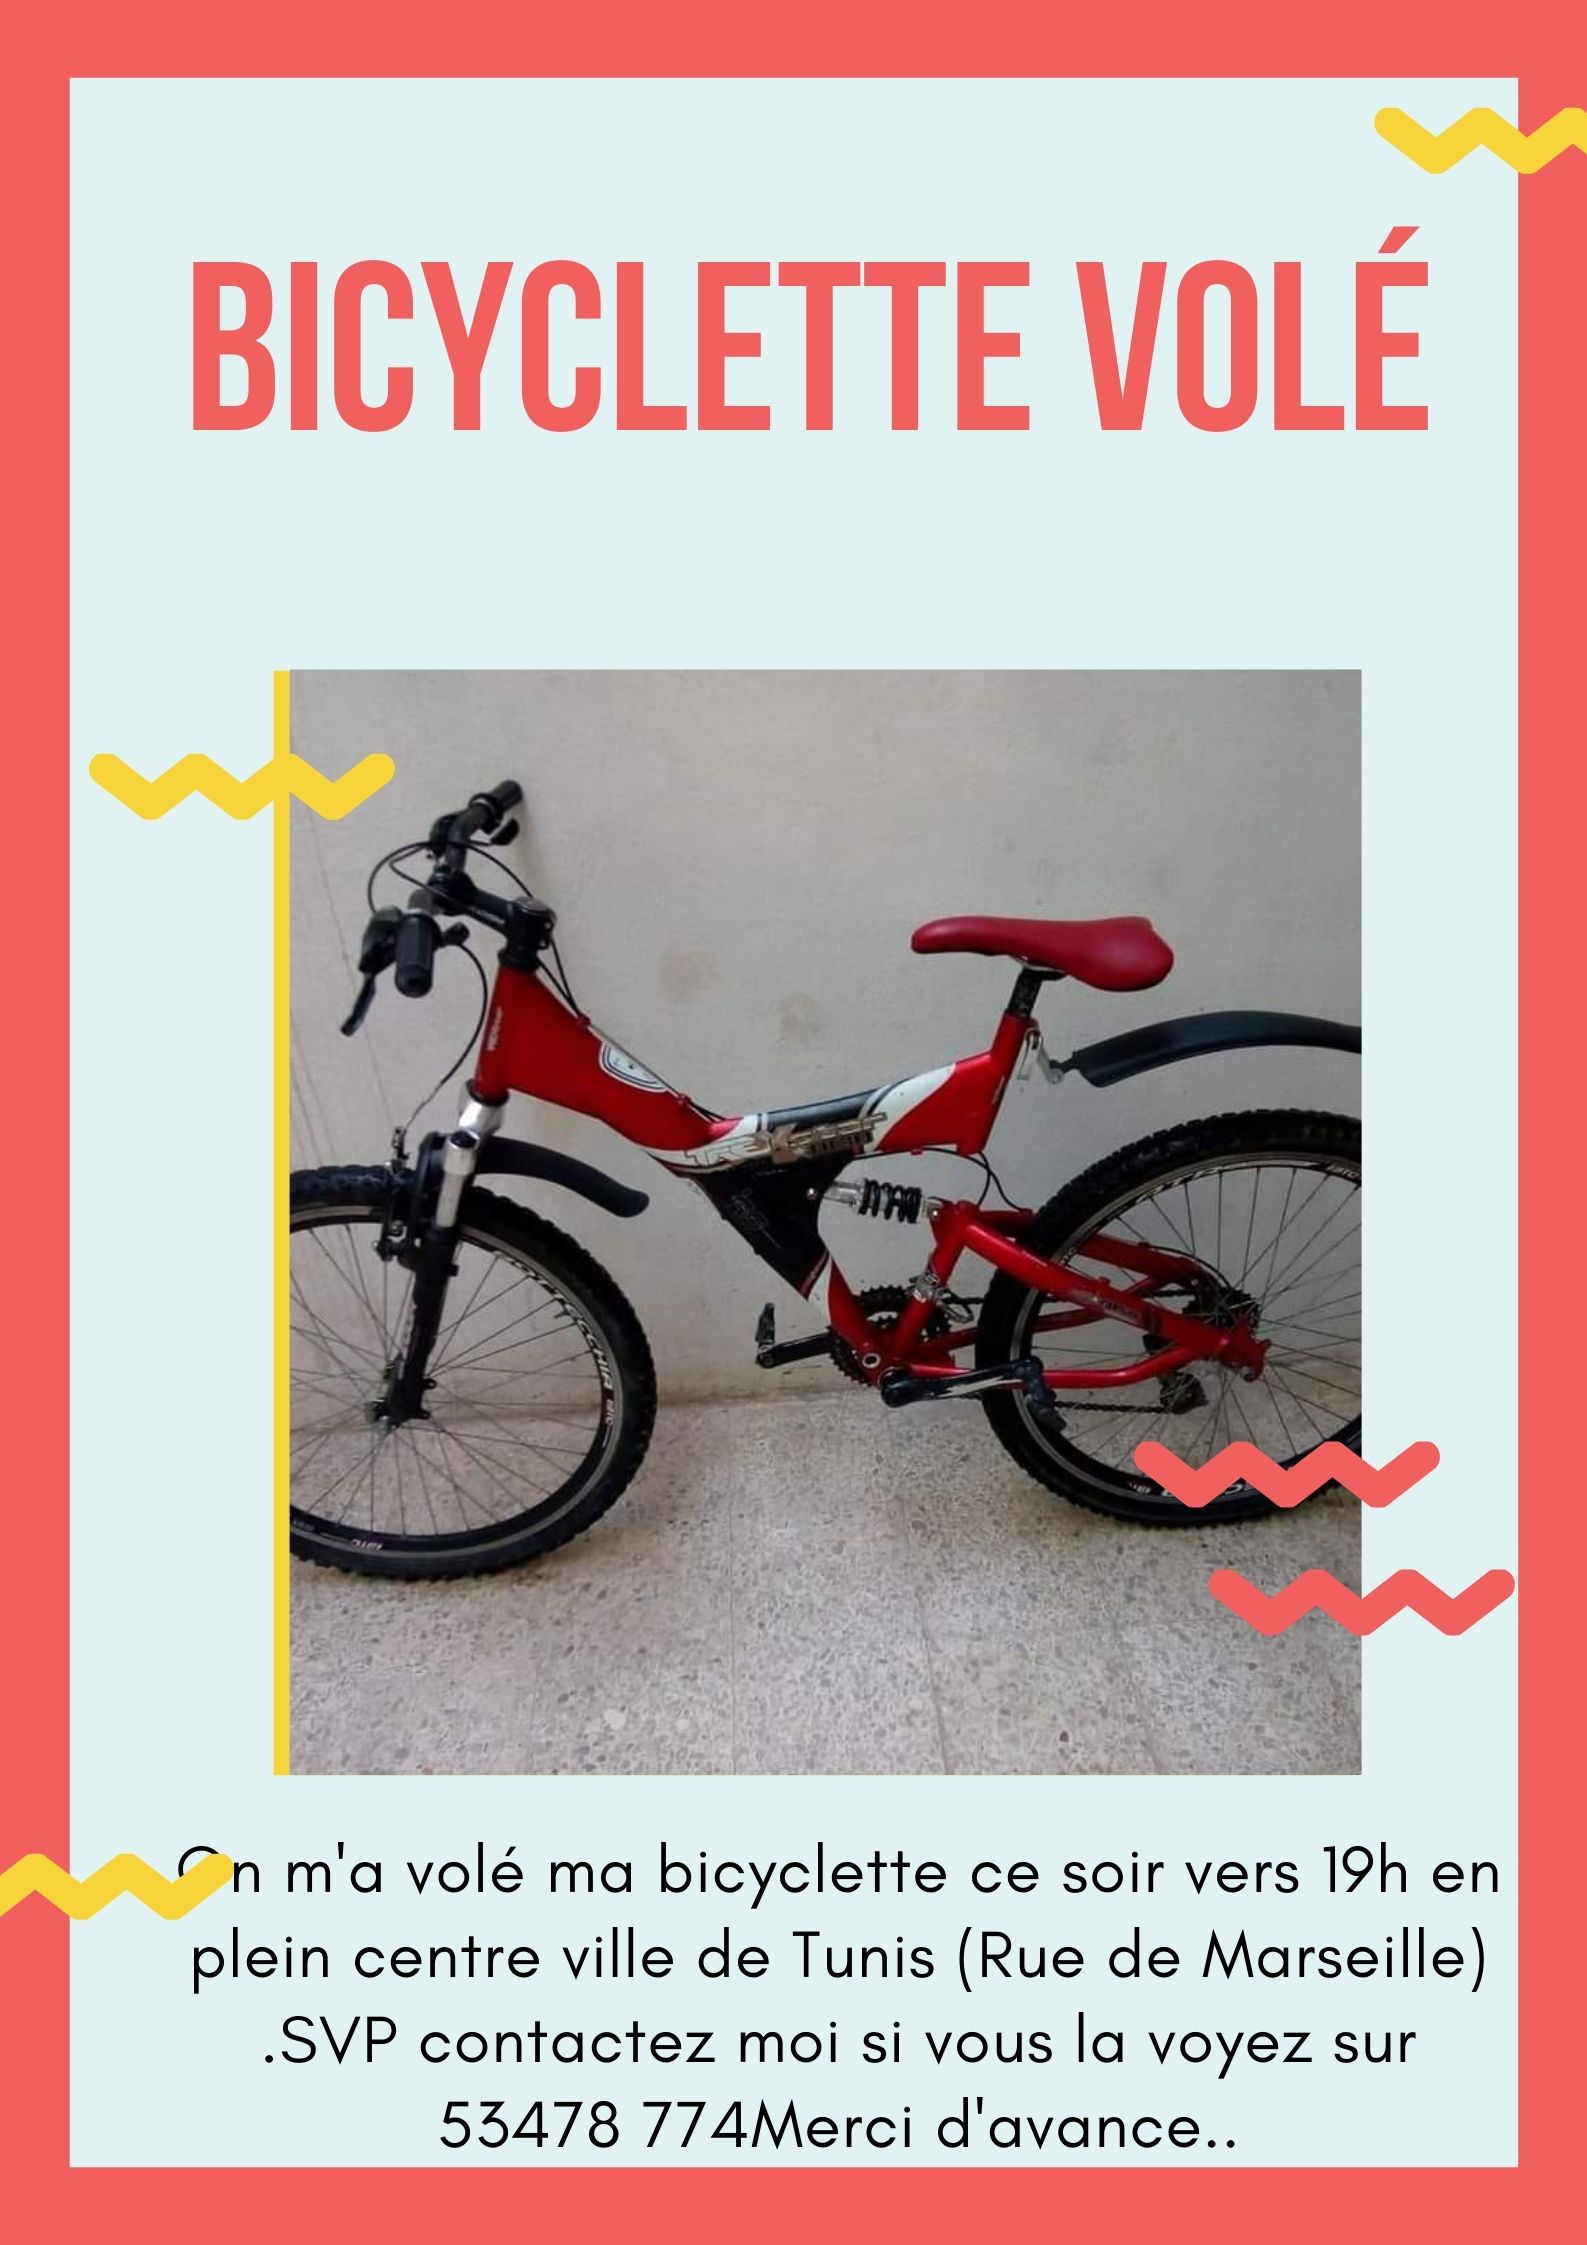 BICYCLETTE VOLÉ
On m'a volé ma bicyclette ce soir vers 19h en
plein centre ville de Tunis (Rue de Marseille)
.SVP contactez moi si vous la voyez sur
53478 774Merci d'avance..